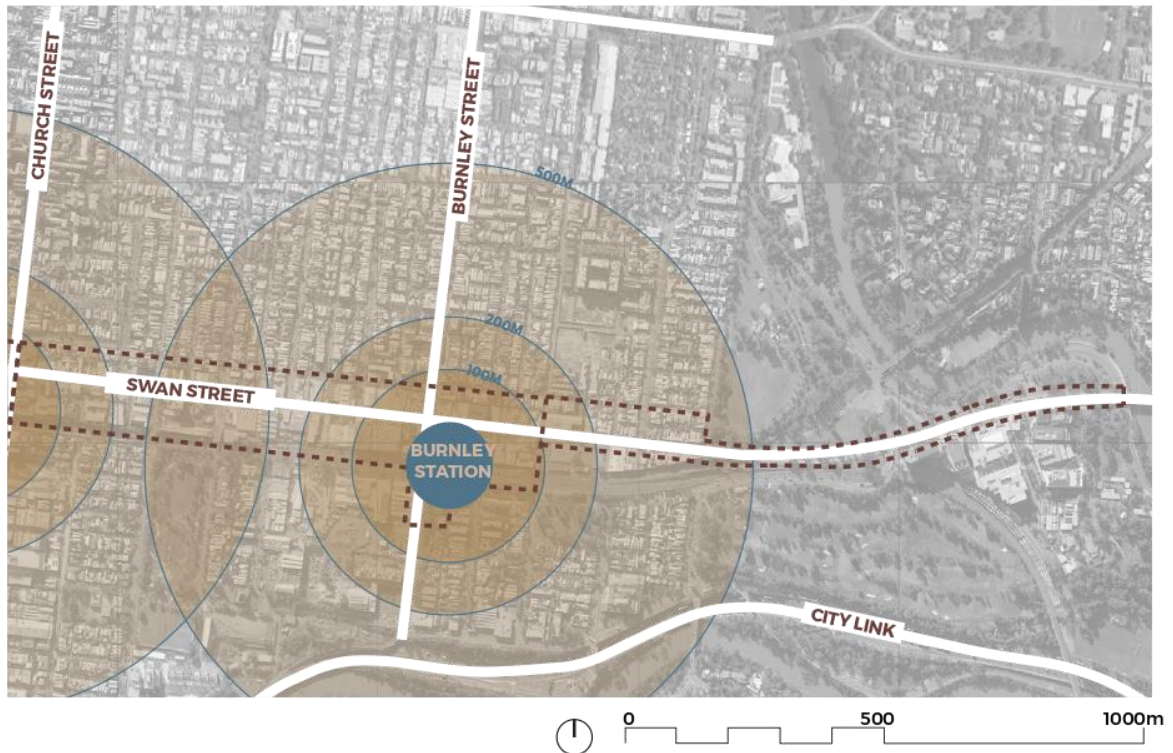 CHURCH STREET
BURNLEY STREET
500M
200M
100M
SWAN STREET
BURNLEY
STATION
CITY LINK
0
500
1000m